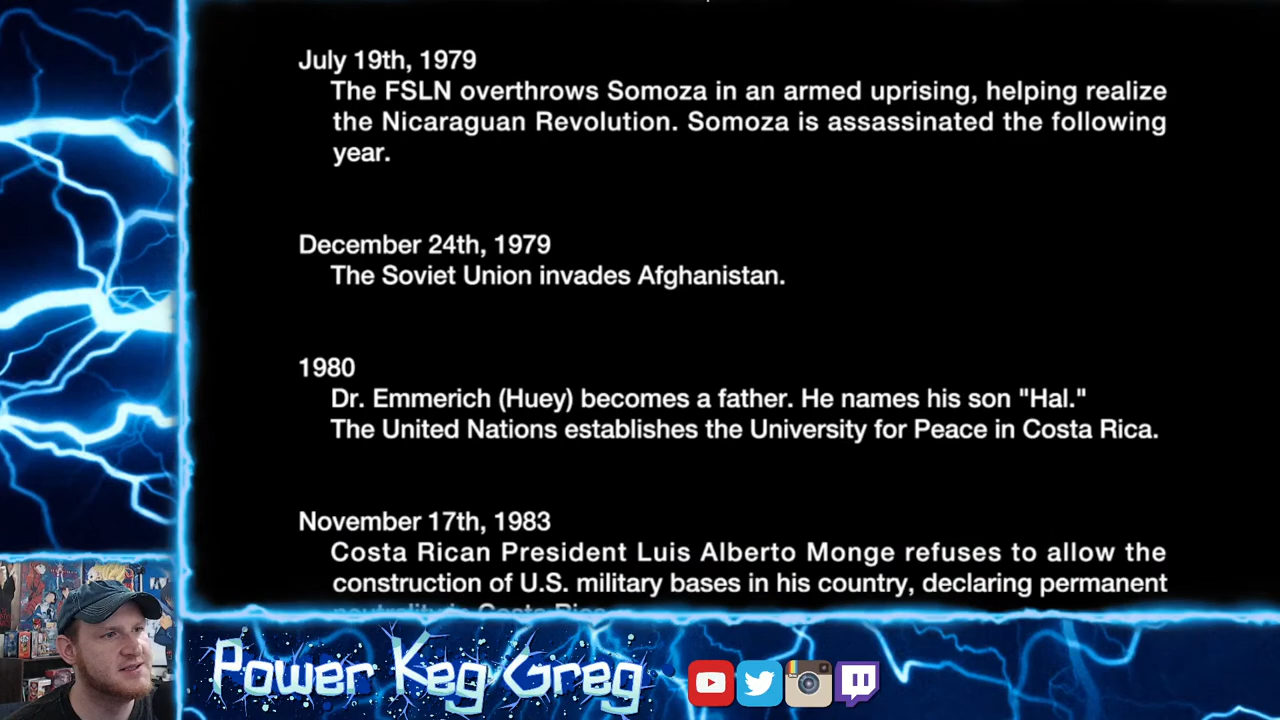 July 19th, 1979
The FSLN overthrows Somoza in an armed uprising, helping realize
the Nicaraguan Revolution. Somoza is assassinated the following
year.
December 24th, 1979
The Soviet Union invades Afghanistan.
1980
Dr. Emmerich (Huey) becomes a father. He names his son "Hal."
The United Nations establishes the University for Peace in Costa Rica.
November 17th, 1983
Costa Rican President Luis Alberto Monge refuses to allow the
construction of U.S. military bases in his country, declaring permanent
neutrality in Costa Rica.
Power Keg Greg